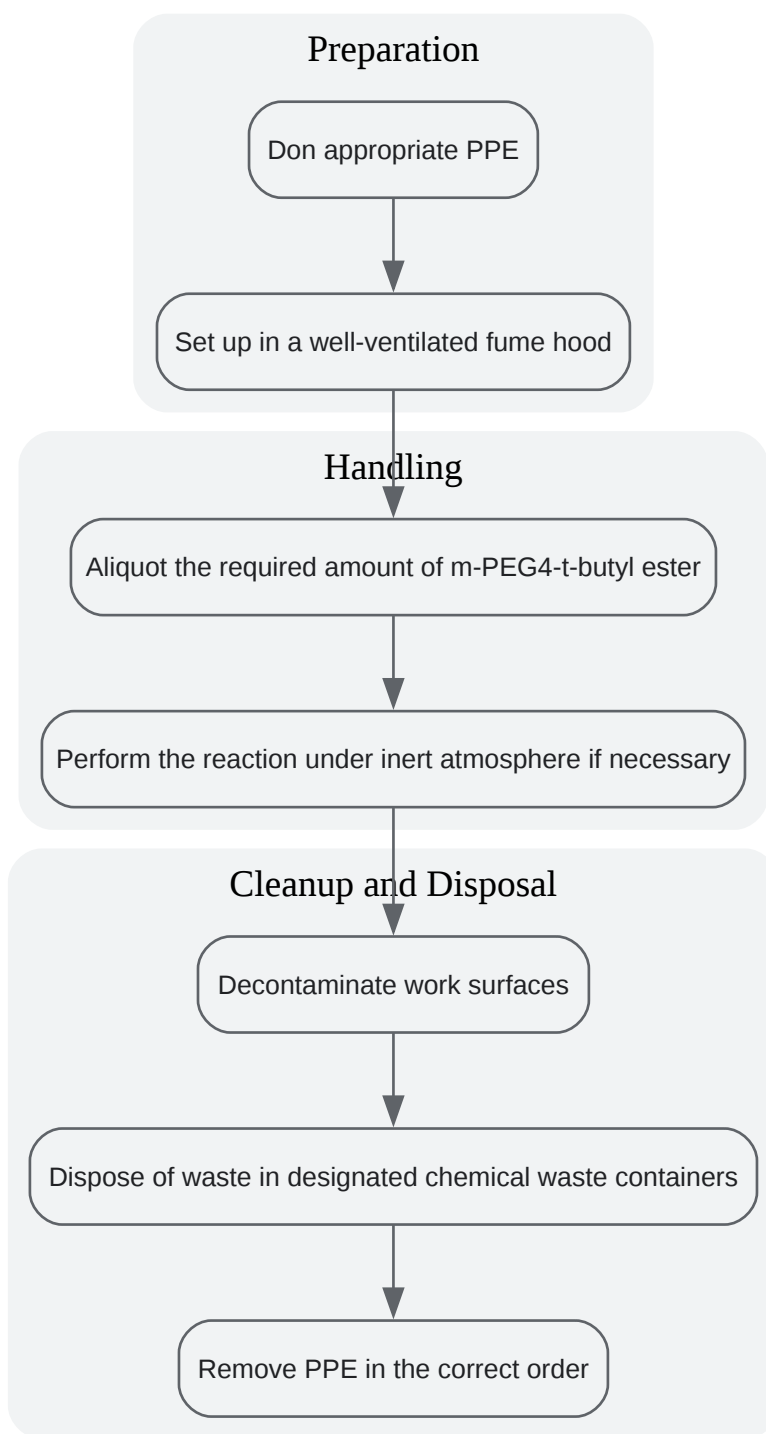 Preparation
Don appropriate PPE
Set up in a well-ventilated fume hood
Handling
Aliquot the required amount of m-PEG4-t-butyl ester
Perform the reaction under inert atmosphere if necessary
Cleanup and Disposal
Decontaminate work surfaces
Dispose of waste in designated chemical waste containers
Remove PPE in the correct order